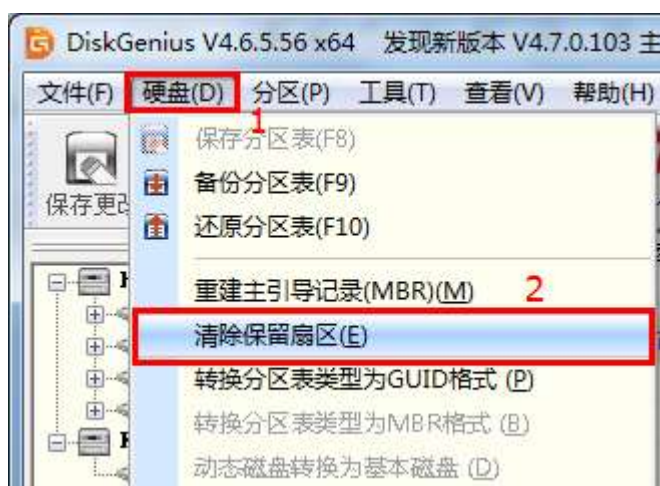 DiskGenius V4.6.5.56 x64 发现新版本 V4.7.0.103 主
文件(F) 硬盘(D) 分区(P) 工具(T) 查看(V) 帮助(H)
1
保存分区表(F8)
备份分区表(F9)
保存更改
还原分区表(F10)
重建主引导记录(MBR)(M) 2
清除保留扇区(E)
转换分区表类型为GUID格式 (P)
转换分区表类型为MBR格式 (B)
动态磁盘转换为基本磁盘 (D)